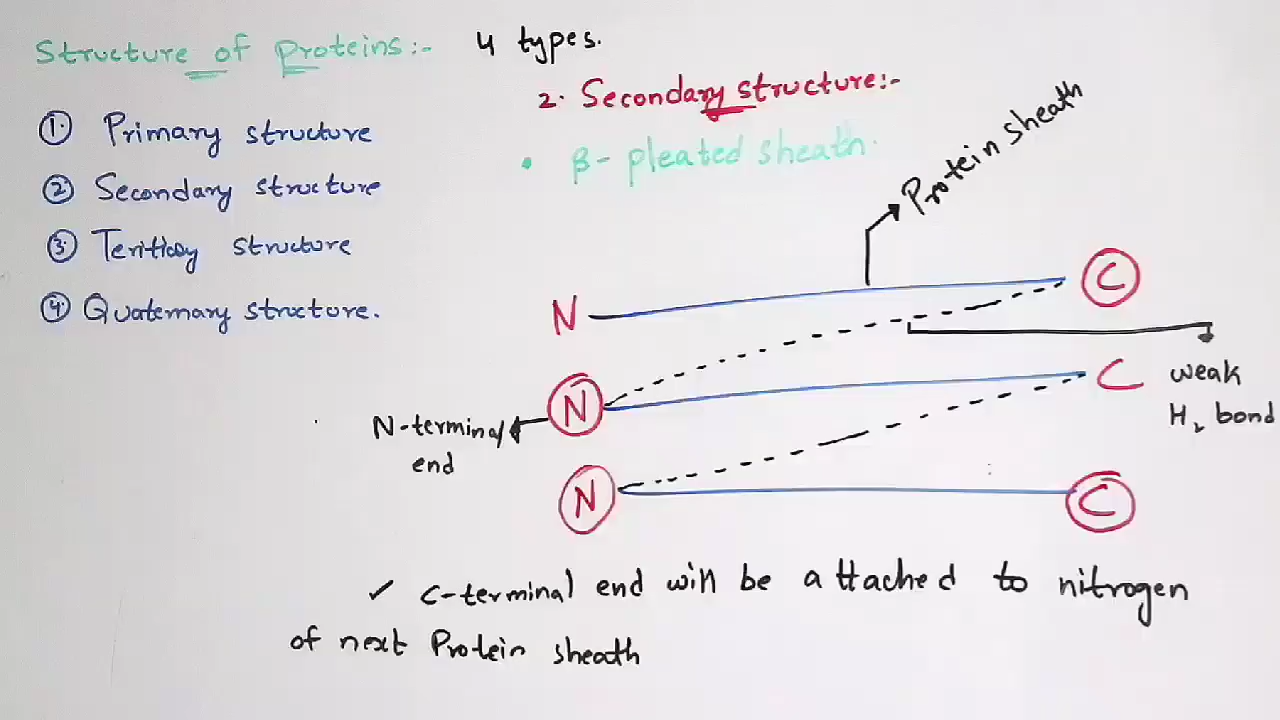 Structure of proteins:- 4 types.
① Primary structure
② Secondary structure
③ Teritiay structure
④ Quaternary structure.
2. Secondary structure:-
• β- pleated sheath.
Protein sheath
N C
N C
N C
N-terminal
end
weak
H₂ bond
✓ C-terminal end will be attached to nitrogen
of next Protein sheath